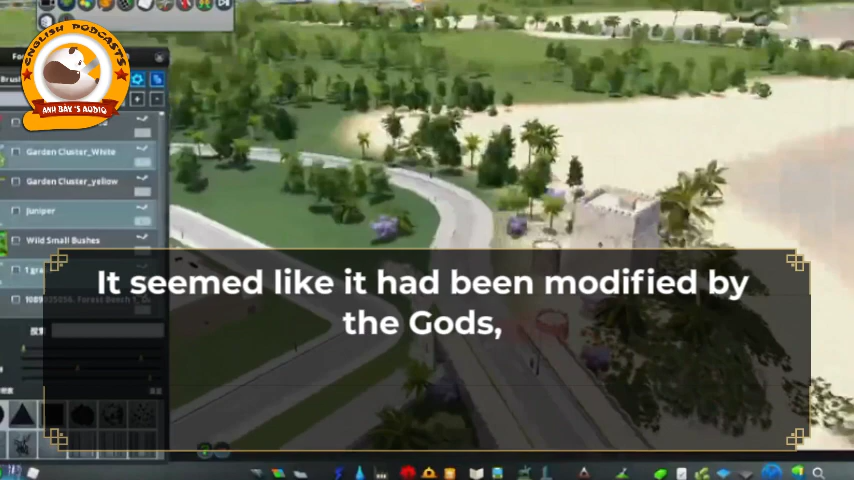 ENGLISH PODCASTS
ANH BẢY 'S AUDIO
Garden Cluster_White
Garden Cluster_yellow
Juniper
Wild Small Bushes
It seemed like it had been modified by
the Gods,